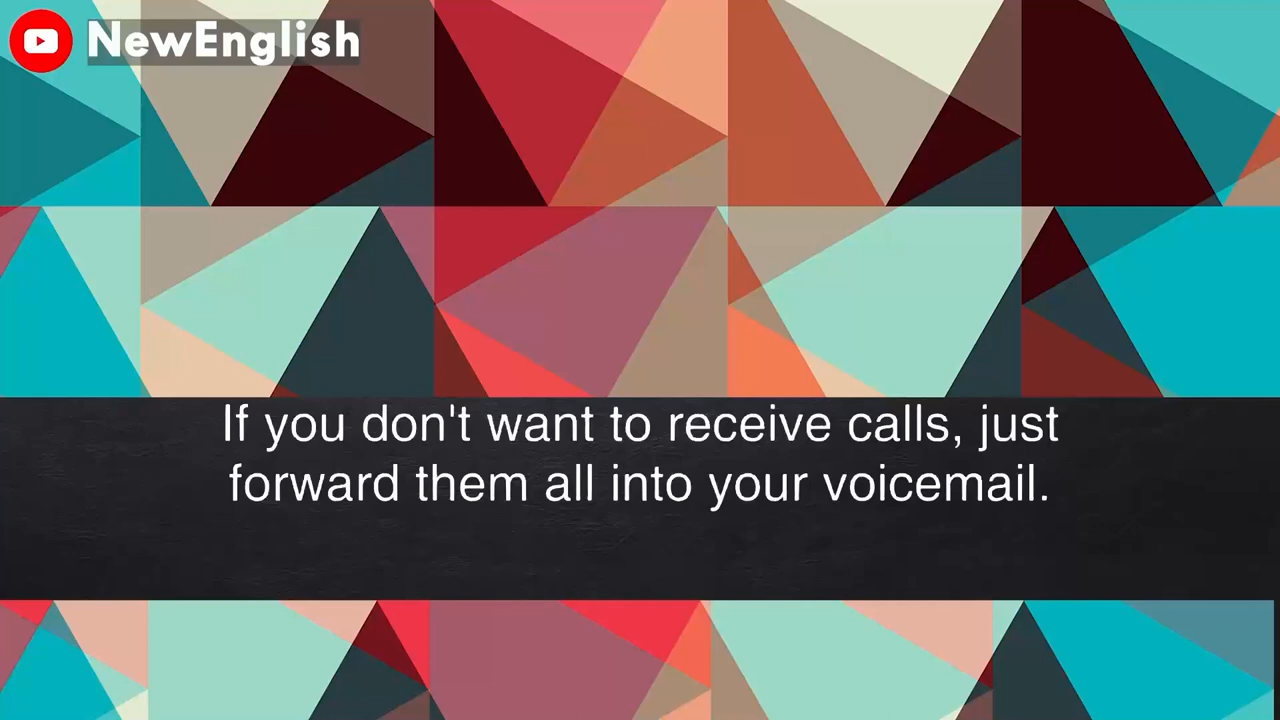 NewEnglish
If you don't want to receive calls, just
forward them all into your voicemail.